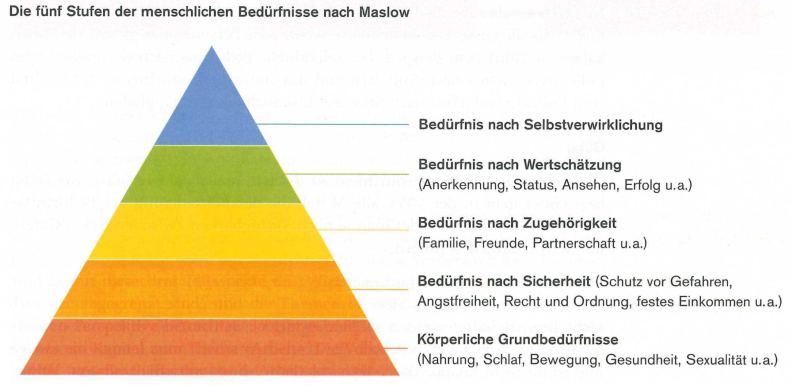 Die fünf Stufen der menschlichen Bedürfnisse nach Maslow
Bedürfnis nach Selbstverwirklichung
Bedürfnis nach Wertschätzung
(Anerkennung, Status, Ansehen, Erfolg u. a.)
Bedürfnis nach Zugehörigkeit
(Familie, Freunde, Partnerschaft u. a.)
Bedürfnis nach Sicherheit (Schutz vor Gefahren,
Angstfreiheit, Recht und Ordnung, festes Einkommen u. a.)
Körperliche Grundbedürfnisse
(Nahrung, Schlaf, Bewegung, Gesundheit, Sexualität u. a.)